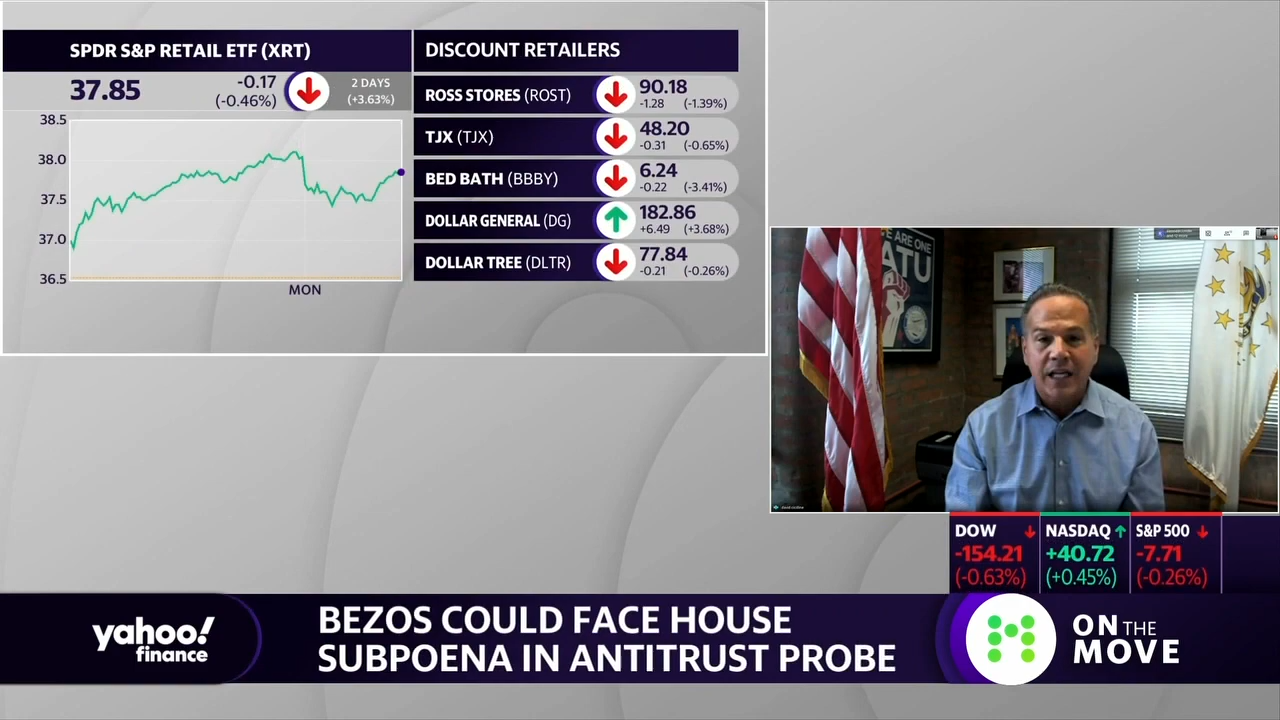 SPDR S&P RETAIL ETF (XRT)
37.85
-0.17
(-0.46%)
2 DAYS
(+3.63%)
38.5
38.0
37.5
37.0
36.5
MON
DISCOUNT RETAILERS
ROSS STORES (ROST)
90.18
-1.28 (-1.39%)
TJX (TJX)
48.20
-0.31 (-0.65%)
BED BATH (BBBY)
6.24
-0.22 (-3.41%)
DOLLAR GENERAL (DG)
182.86
+6.49 (+3.68%)
DOLLAR TREE (DLTR)
77.84
-0.21 (-0.26%)
ARE ONE
ATU
DOW
-154.21
(-0.63%)
NASDAQ
+40.72
(+0.45%)
S&P 500
-7.71
(-0.26%)
yahoo!
finance
BEZOS COULD FACE HOUSE
SUBPOENA IN ANTITRUST PROBE
ON THE
MOVE